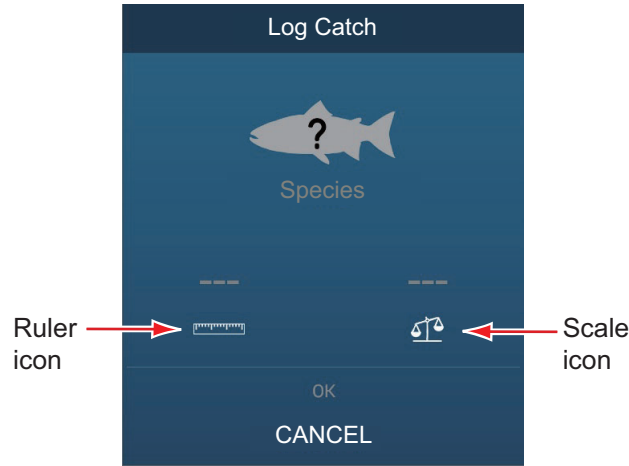 Log Catch
?
Species
--- ---
Ruler
icon
Scale
icon
OK
CANCEL